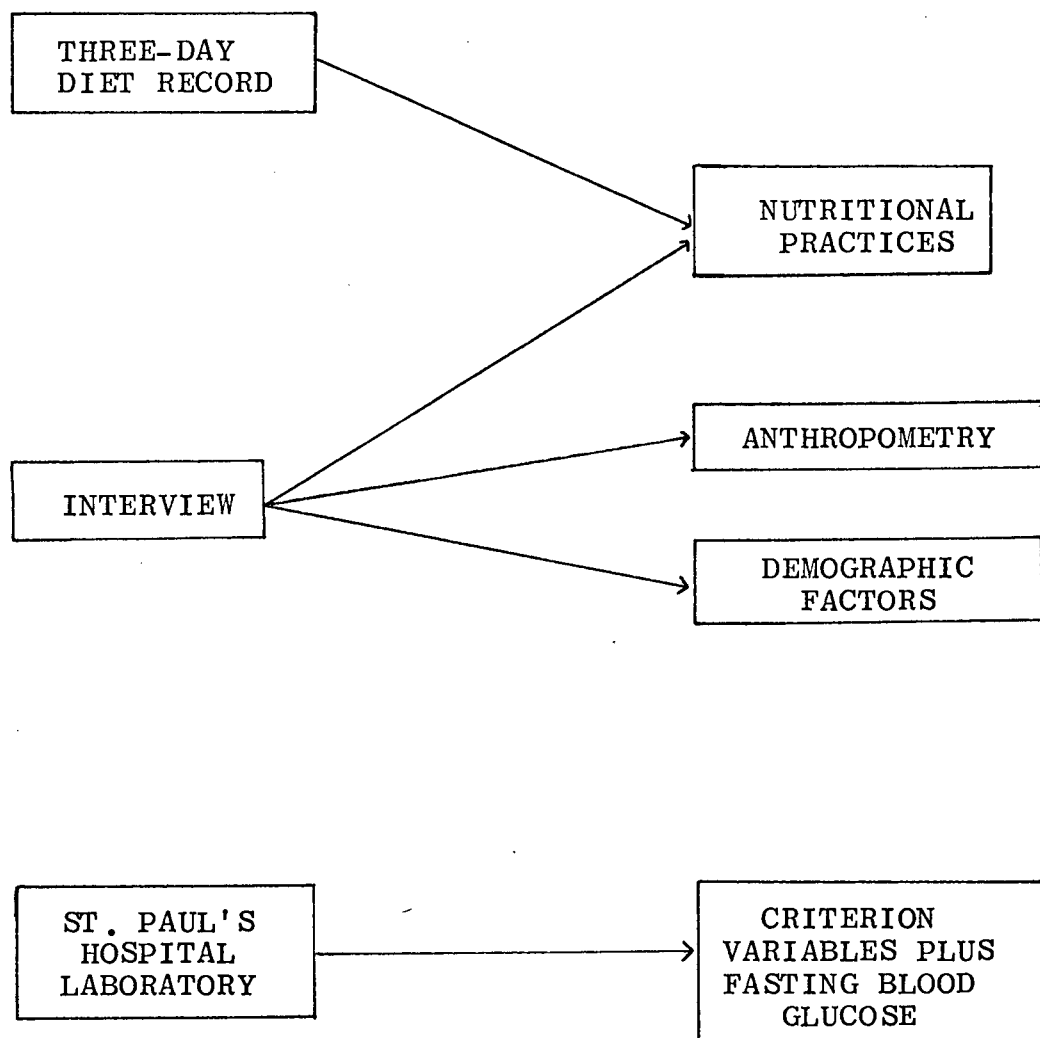 THREE-DAY
DIET RECORD
NUTRITIONAL
PRACTICES
ANTHROPOMETRY
INTERVIEW
DEMOGRAPHIC
FACTORS
ST. PAUL'S
HOSPITAL
LABORATORY
CRITERION
VARIABLES PLUS
FASTING BLOOD
GLUCOSE